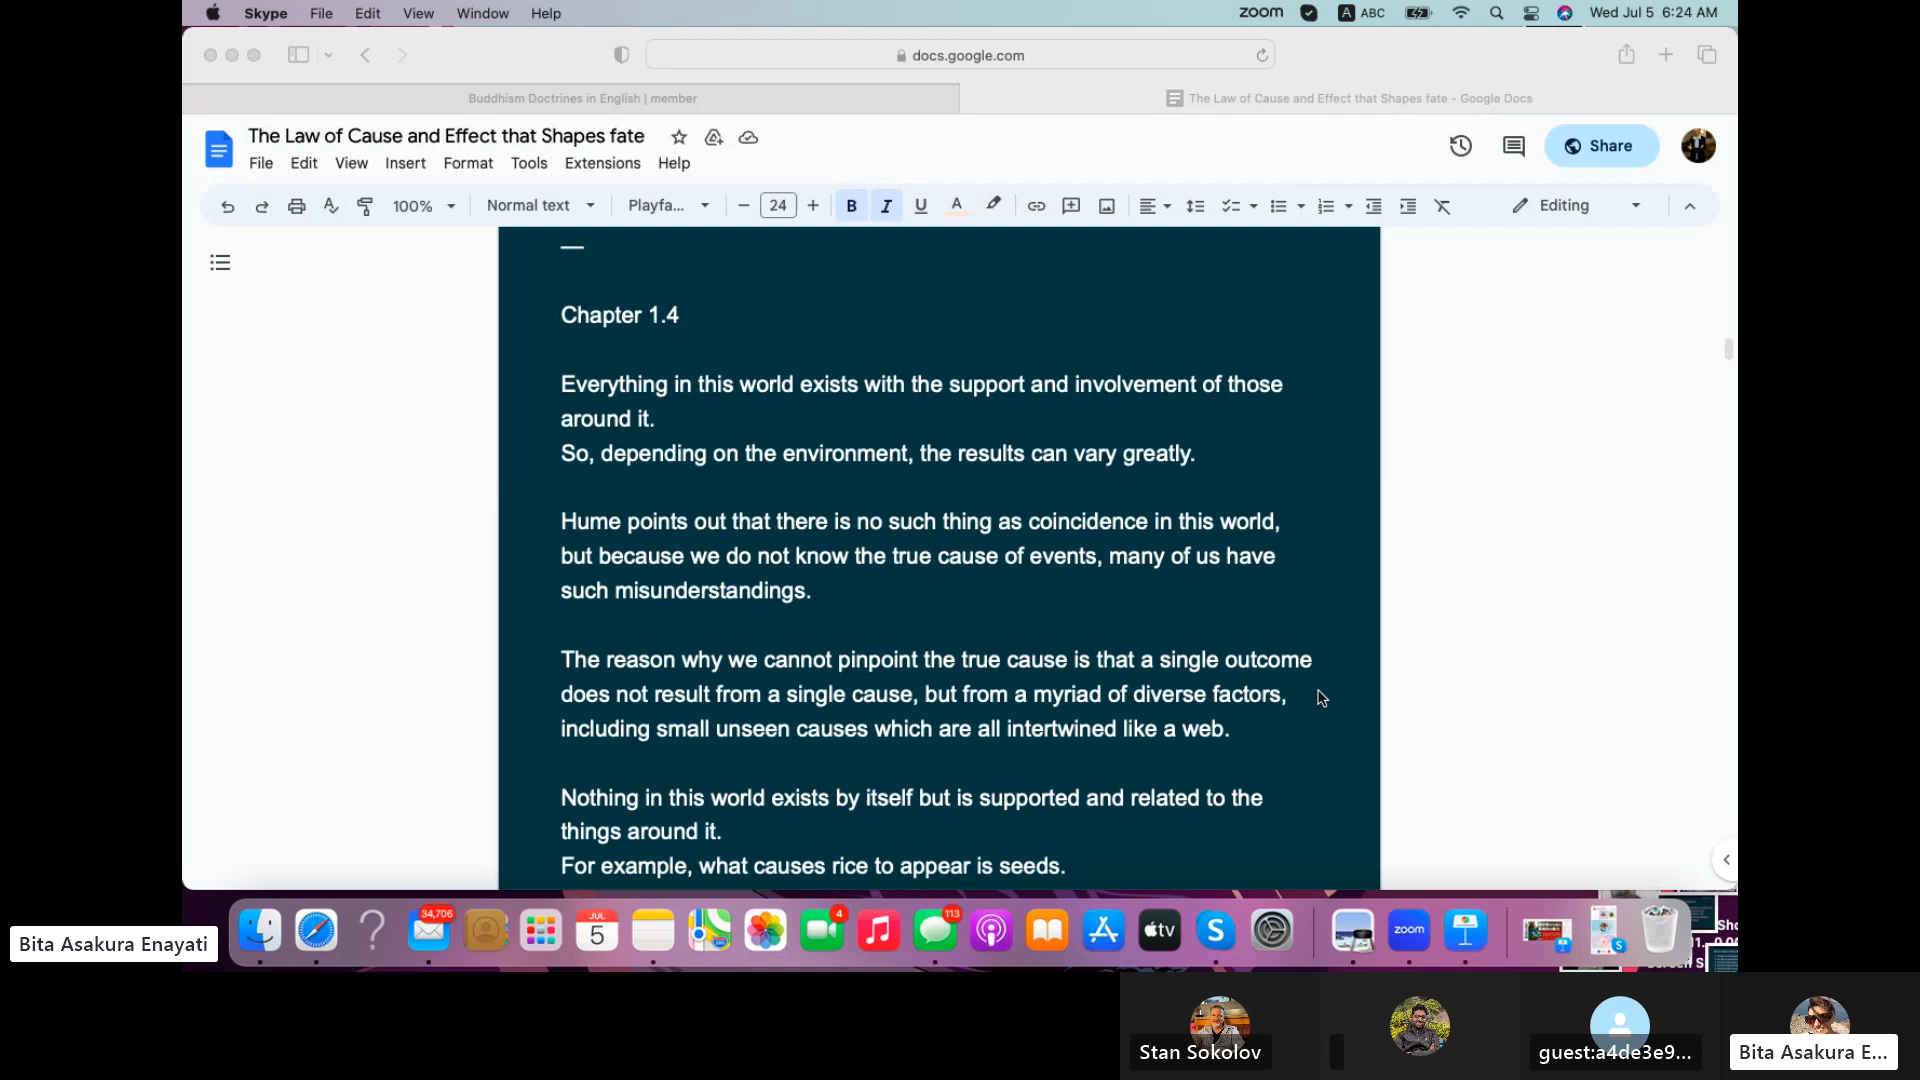 Skype File Edit View Window Help zoom A ABC Wed Jul 5 6:24 AM
docs.google.com
Buddhism Doctrines in English | member The Law of Cause and Effect that Shapes fate - Google Docs
The Law of Cause and Effect that Shapes fate
File Edit View Insert Format Tools Extensions Help Share
100% Normal text Playfa... 24 B I U A Editing
—
Chapter 1.4
Everything in this world exists with the support and involvement of those
around it.
So, depending on the environment, the results can vary greatly.
Hume points out that there is no such thing as coincidence in this world,
but because we do not know the true cause of events, many of us have
such misunderstandings.
The reason why we cannot pinpoint the true cause is that a single outcome
does not result from a single cause, but from a myriad of diverse factors,
including small unseen causes which are all intertwined like a web.
Nothing in this world exists by itself but is supported and related to the
things around it.
For example, what causes rice to appear is seeds.
34,706 4 113
JUL
5 tv zoom
Bita Asakura Enayati
Stan Sokolov guest:a4de3e9... Bita Asakura E...